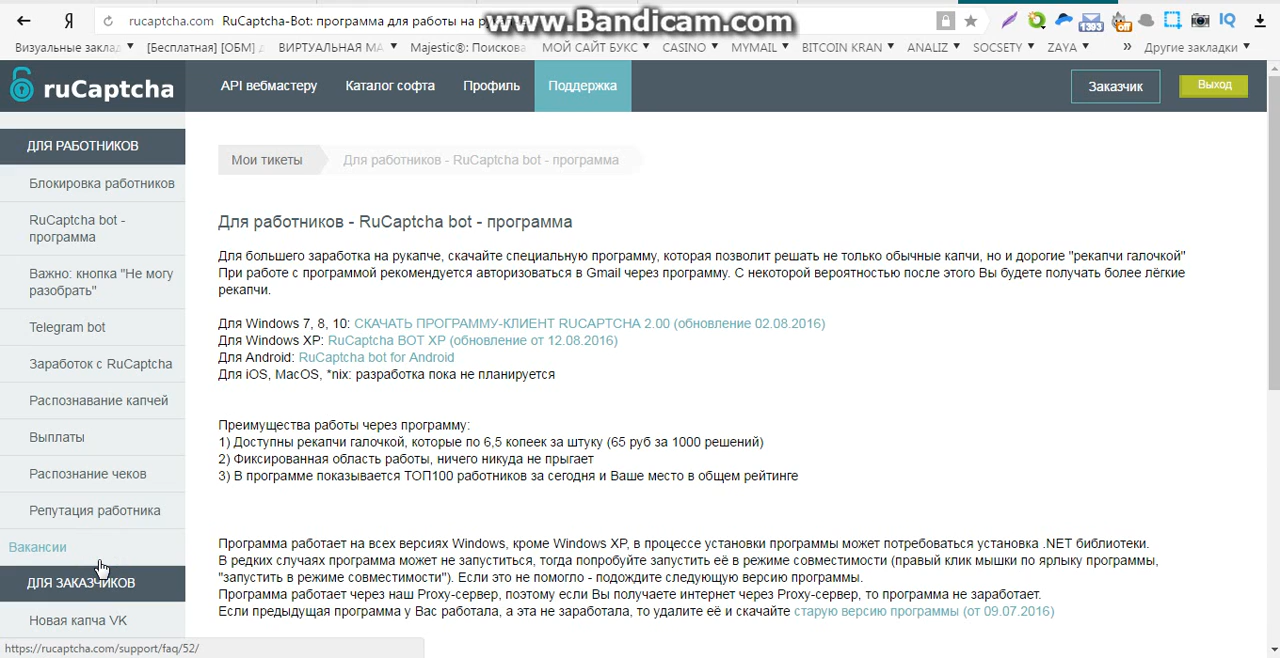 Я rucaptcha.com RuCaptcha-Bot: программа для работы на
www.Bandicam.com
1393 off IQ
Визуальные заклад ВИРТУАЛЬНАЯ МА Majestic®: Поискова МОЙ САЙТ БУКС CASINO MYMAIL BITCOIN KRAN ANALIZ SOCSETY ZAYA » Другие закладки
[Бесплатная] [ОБМ]
ruCaptcha API вебмастеру Каталог софта Профиль Поддержка Заказчик Выход
ДЛЯ РАБОТНИКОВ
Блокировка работников
RuCaptcha bot -
программа
Важно: кнопка "Не могу
разобрать"
Telegram bot
Заработок с RuCaptcha
Распознавание капчей
Выплаты
Распознание чеков
Репутация работника
Вакансии
ДЛЯ ЗАКАЗЧИКОВ
Новая капча VK
Мои тикеты Для работников - RuCaptcha bot - программа
Для работников - RuCaptcha bot - программа
Для большего заработка на рукапче, скачайте специальную программу, которая позволит решать не только обычные капчи, но и дорогие "рекапчи галочкой"
При работе с программой рекомендуется авторизоваться в Gmail через программу. С некоторой вероятностью после этого Вы будете получать более лёгкие
рекапчи.
Для Windows 7, 8, 10: СКАЧАТЬ ПРОГРАММУ-КЛИЕНТ RUCAPTCHA 2.00 (обновление 02.08.2016)
Для Windows XP: RuCaptcha BOT XP (обновление от 12.08.2016)
Для Android: RuCaptcha bot for Android
Для iOS, MacOS, *nix: разработка пока не планируется
Преимущества работы через программу:
1) Доступны рекапчи галочкой, которые по 6,5 копеек за штуку (65 руб за 1000 решений)
2) Фиксированная область работы, ничего никуда не прыгает
3) В программе показывается ТОП100 работников за сегодня и Ваше место в общем рейтинге
Программа работает на всех версиях Windows, кроме Windows XP, в процессе установки программы может потребоваться установка .NET библиотеки.
В редких случаях программа может не запуститься, тогда попробуйте запустить её в режиме совместимости (правый клик мышки по ярлыку программы,
"запустить в режиме совместимости"). Если это не помогло - подождите следующую версию программы.
Программа работает через наш Proxy-сервер, поэтому если Вы получаете интернет через Proxy-сервер, то программа не заработает.
Если предыдущая программа у Вас работала, а эта не заработала, то удалите её и скачайте старую версию программы (от 09.07.2016)
https://rucaptcha.com/support/faq/52/